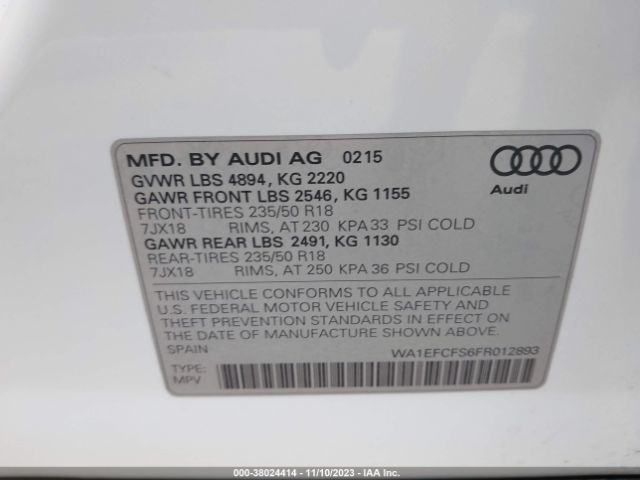 MFD. BY AUDI AG 0215
GVWR LBS 4894, KG 2220
GAWR FRONT LBS 2546, KG 1155
FRONT-TIRES 235/50 R18
7JX18 RIMS, AT 230 KPA 33 PSI COLD
GAWR REAR LBS 2491, KG 1130
REAR-TIRES 235/50 R18
7JX18 RIMS, AT 250 KPA 36 PSI COLD
Audi
THIS VEHICLE CONFORMS TO ALL APPLICABLE
U.S. FEDERAL MOTOR VEHICLE SAFETY AND
THEFT PREVENTION STANDARDS IN EFFECT ON
THE DATE OF MANUFACTURE SHOWN ABOVE.
SPAIN
WA1EFCFS6FR012893
TYPE:
MPV
000-38024414 - 11/10/2023 - IAA Inc.